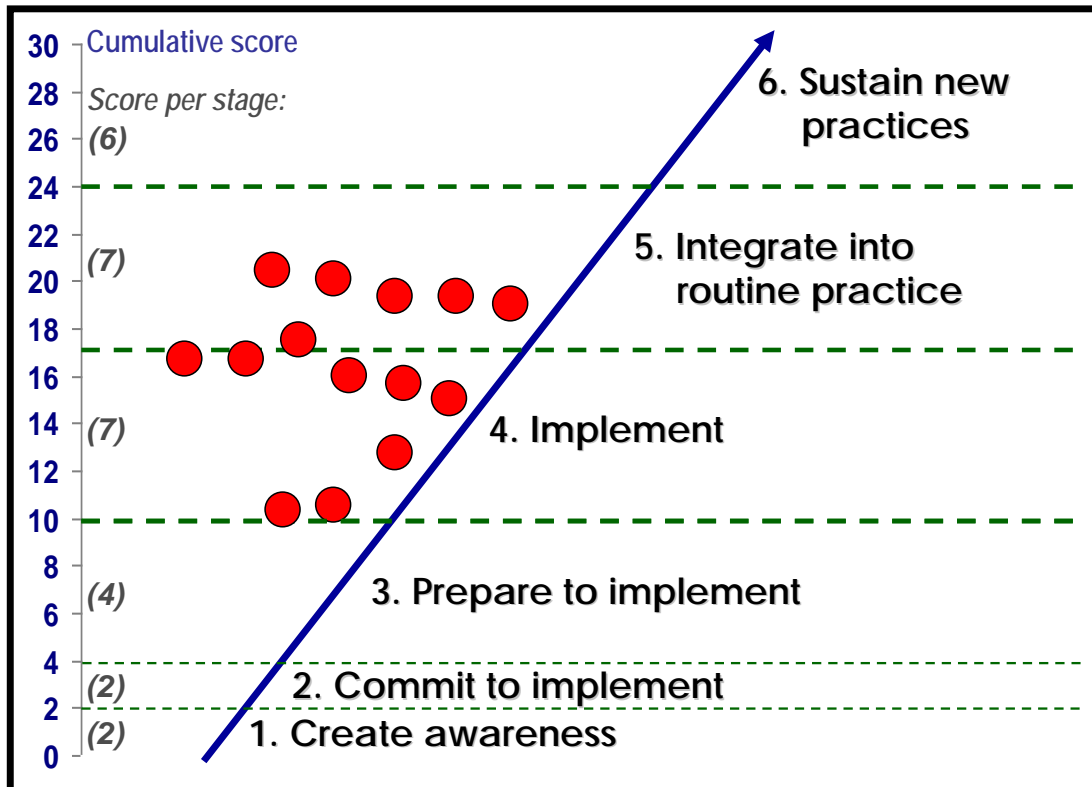 30 Cumulative score
28
Score per stage:
6. Sustain new
practices
26
(6)
24
22
(7)
5. Integrate into
routine practice
20
18
16
14
(7)
4. Implement
12
10
8
(4)
3. Prepare to implement
6
4
(2)
2. Commit to implement
2
(2)
1. Create awareness
0